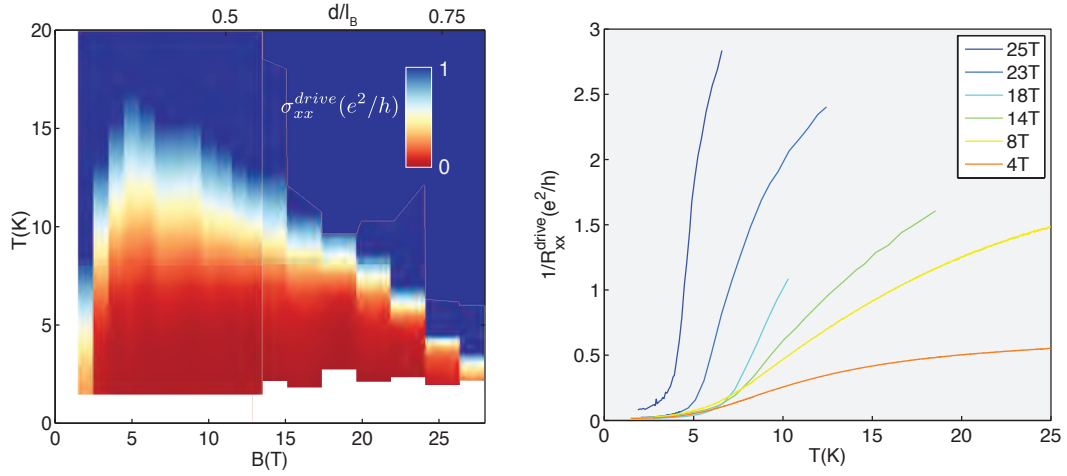 d/l_B
0.5 0.75
20
15
10
5
0
T(K)
0 5 10 15 20 25
B(T)
σ_xx^drive(e²/h)
1
0
3
2.5
2
1.5
1
0.5
0
1/R_xx^drive(e²/h)
0 5 10 15 20 25
T(K)
25T
23T
18T
14T
8T
4T